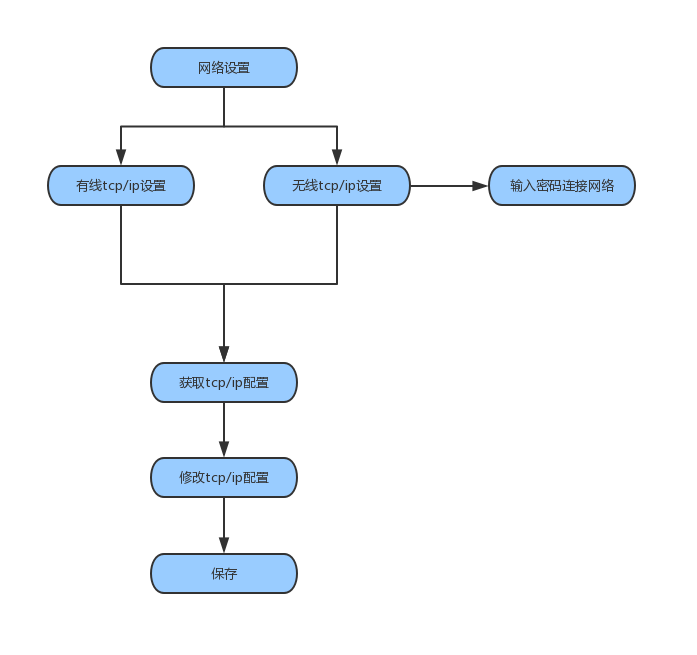 网络设置
有线tcp/ip设置
无线tcp/ip设置
输入密码连接网络
获取tcp/ip配置
修改tcp/ip配置
保存